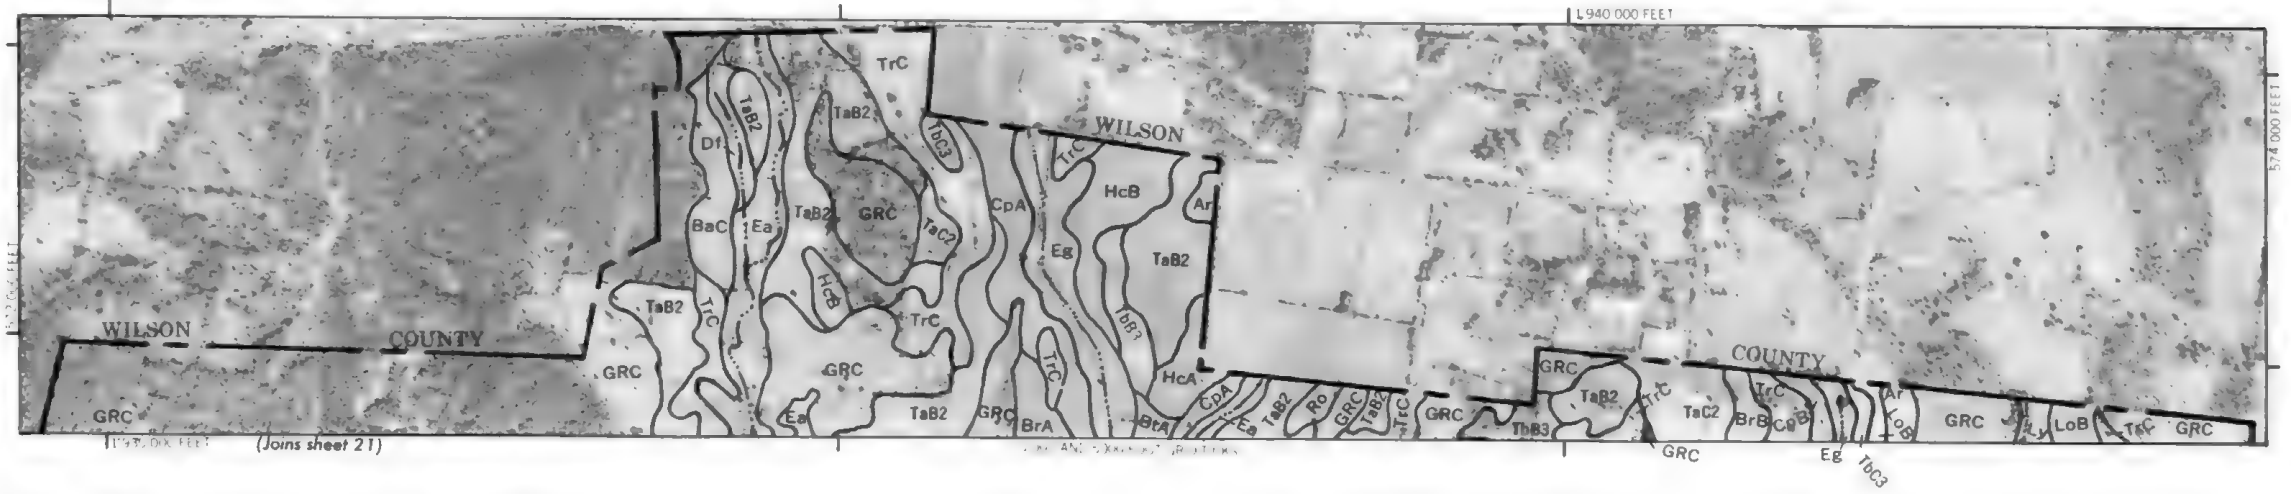 1,940 000 FEET
TrC
TaB2
TaB2
WILSON
TbC3
Df
TrC
574 000 FEET
HcB
Ar
CpA
TaB2
GRC
BaC
Ea
TaC2
Eg
TaB2
HcB
TaB2
TrC
TrC
TbB3
WILSON COUNTY
COUNTY
GRC
GRC
TrC
HcA
GRC
TaB2
TrC
TrC
CpA
Ar
GRC
Ea
TaB2
GRC
BrA
BtA
Ea
TaB2
Ro
GRC
TaB2
TrC
GRC
TbB3
TaC2
BrB
LoB
GRC
Ly
LoB
TrC
GRC
(Joins sheet 21)
GRC
Eg
TbC3